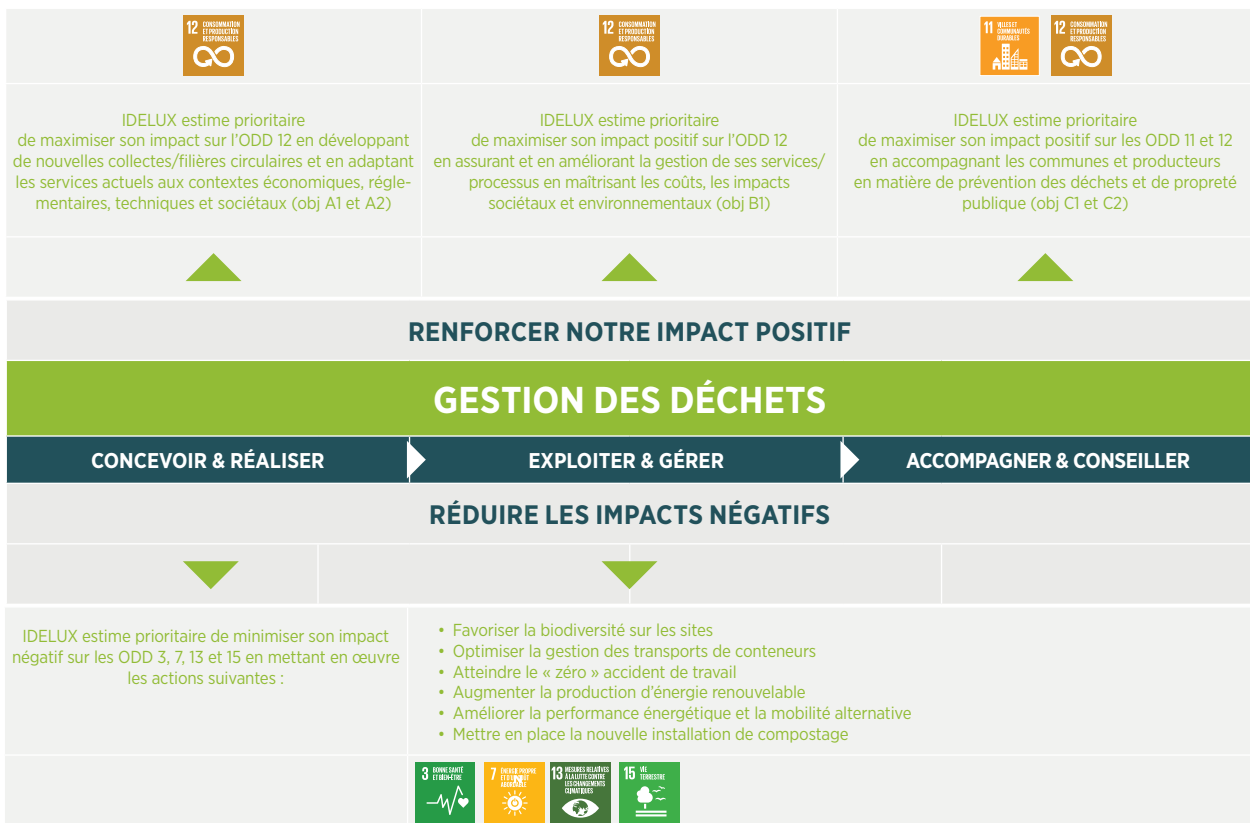 12 CONSOMMATION
ET PRODUCTION
RESPONSABLES
12 CONSOMMATION
ET PRODUCTION
RESPONSABLES
11 VILLES ET
COMMUNAUTÉS
DURABLES
12 CONSOMMATION
ET PRODUCTION
RESPONSABLES
IDELUX estime prioritaire
de maximiser son impact sur l'ODD 12 en développant
de nouvelles collectes/filières circulaires et en adaptant
les services actuels aux contextes économiques, régle-
mentaires, techniques et sociétaux (obj A1 et A2)
IDELUX estime prioritaire
de maximiser son impact positif sur l'ODD 12
en assurant et en améliorant la gestion de ses services/
processus en maîtrisant les coûts, les impacts
sociétaux et environnementaux (obj B1)
IDELUX estime prioritaire
de maximiser son impact positif sur les ODD 11 et 12
en accompagnant les communes et producteurs
en matière de prévention des déchets et de propreté
publique (obj C1 et C2)
RENFORCER NOTRE IMPACT POSITIF
GESTION DES DÉCHETS
CONCEVOIR & RÉALISER
EXPLOITER & GÉRER
ACCOMPAGNER & CONSEILLER
RÉDUIRE LES IMPACTS NÉGATIFS
IDELUX estime prioritaire de minimiser son impact
négatif sur les ODD 3, 7, 13 et 15 en mettant en œuvre
les actions suivantes :
• Favoriser la biodiversité sur les sites
• Optimiser la gestion des transports de conteneurs
• Atteindre le « zéro » accident de travail
• Augmenter la production d'énergie renouvelable
• Améliorer la performance énergétique et la mobilité alternative
• Mettre en place la nouvelle installation de compostage
3 BONNE SANTÉ
ET BIEN-ÊTRE
7 ÉNERGIE PROPRE
ABORDABLE
13 MESURES RELATIVES
À LA LUTTE CONTRE
LES CHANGEMENTS
CLIMATIQUES
15 VIE
TERRESTRE